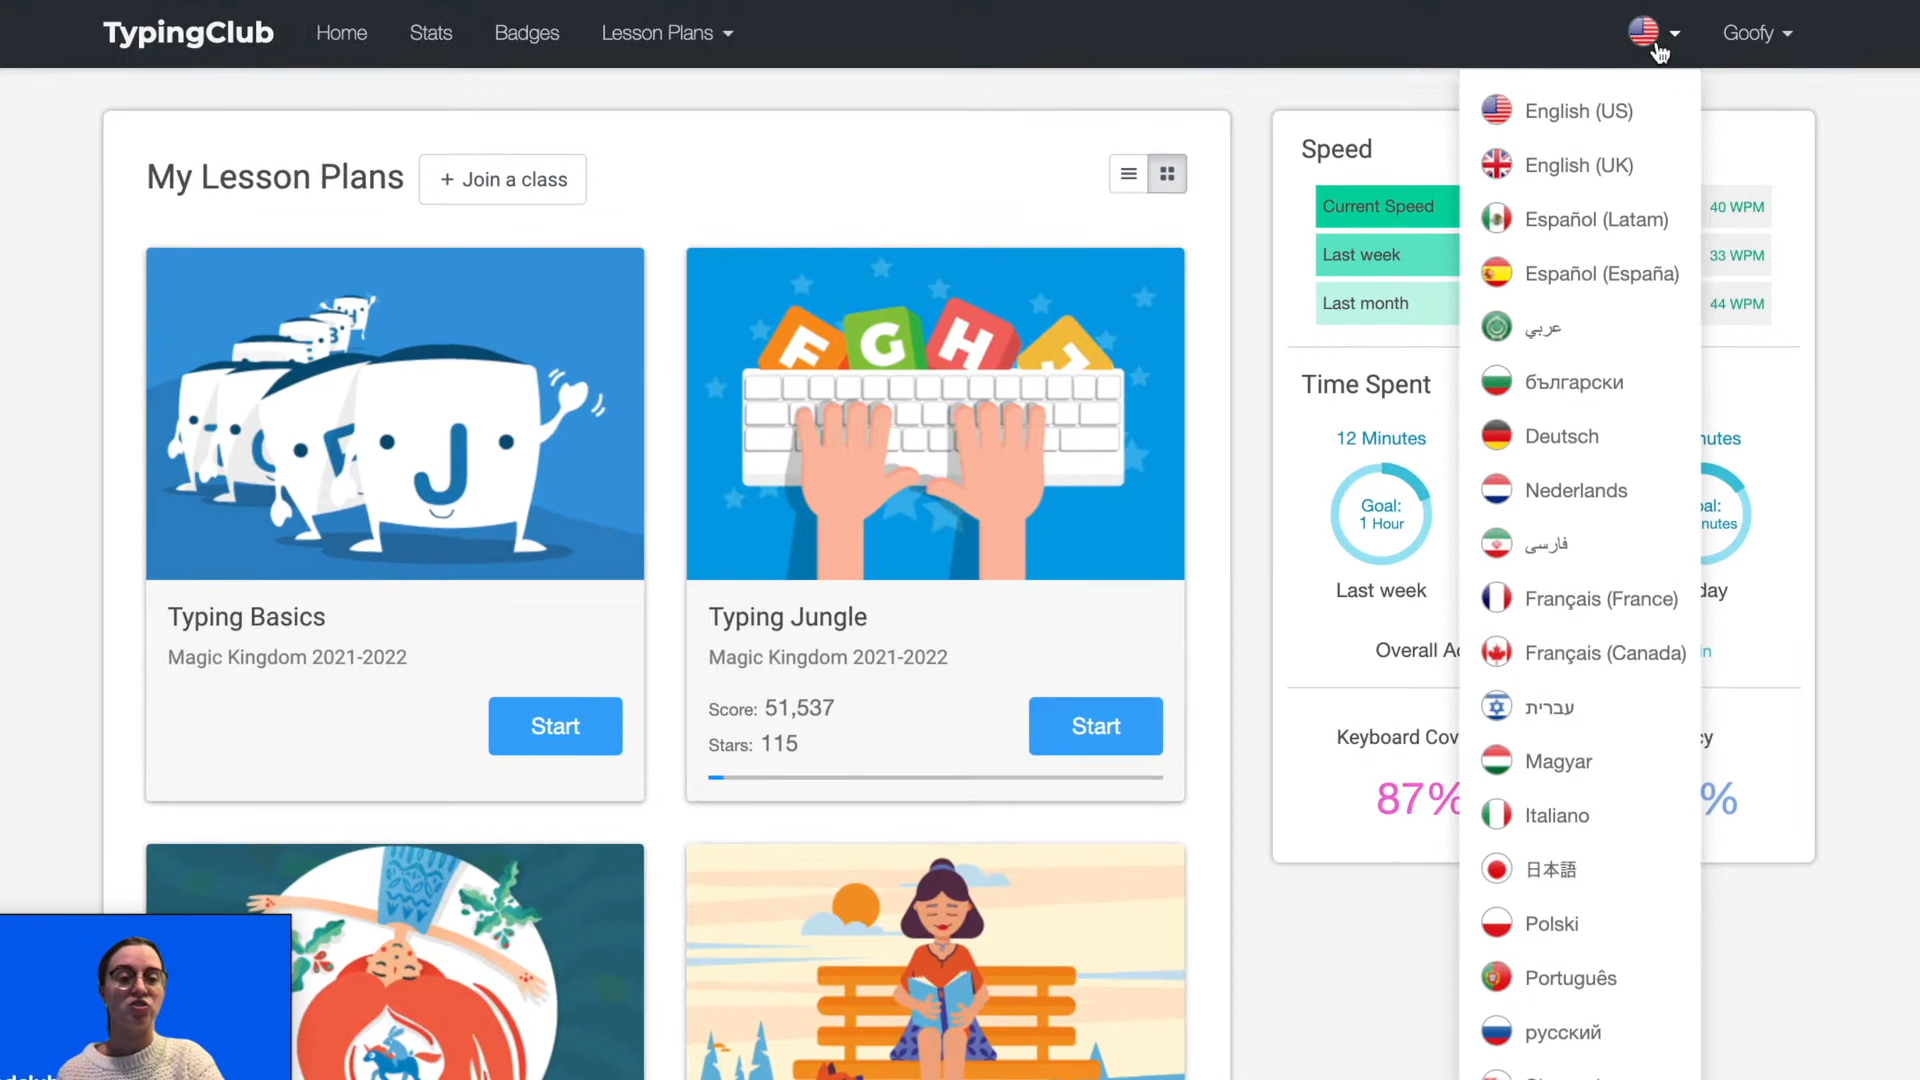 TypingClub
Home
Stats
Badges
Lesson Plans
Goofy
My Lesson Plans
+ Join a class
F
G
H
J
J
Typing Basics
Magic Kingdom 2021-2022
Start
Typing Jungle
Magic Kingdom 2021-2022
Score: 51,537
Stars: 115
Start
Speed
Current Speed
40 WPM
Last week
33 WPM
Last month
44 WPM
Time Spent
12 Minutes
Goal:
1 Hour
Last week
Keyboard
87%
%
English (US)
English (UK)
Español (Latam)
Español (España)
عربي
български
Deutsch
Nederlands
فارسی
Français (France)
Français (Canada)
עברית
Magyar
Italiano
日本語
Polski
Português
русский